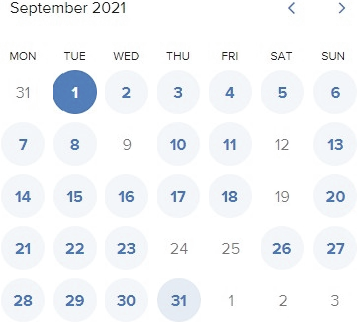 September 2021
MON TUE WED THU FRI SAT SUN
31 1 2 3 4 5 6
7 8 9 10 11 12 13
14 15 16 17 18 19 20
21 22 23 24 25 26 27
28 29 30 31 1 2 3